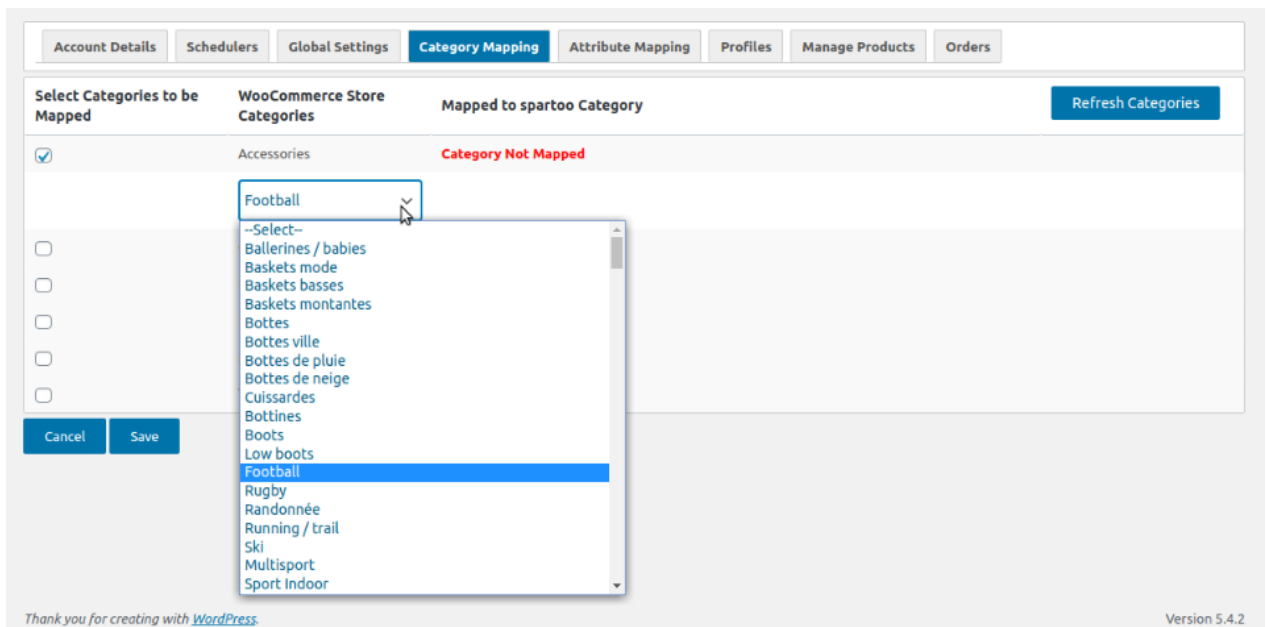 Account Details Schedulers Global Settings Category Mapping Attribute Mapping Profiles Manage Products Orders
Select Categories to be Mapped WooCommerce Store Categories Mapped to spartoo Category Refresh Categories
Accessories Category Not Mapped
Football
--Select--
Ballerines / babies
Baskets mode
Baskets basses
Baskets montantes
Bottes
Bottes ville
Bottes de pluie
Bottes de neige
Cuissardes
Bottines
Boots
Low boots
Football
Rugby
Randonnée
Running / trail
Ski
Multisport
Sport Indoor
Cancel Save
Thank you for creating with WordPress. Version 5.4.2